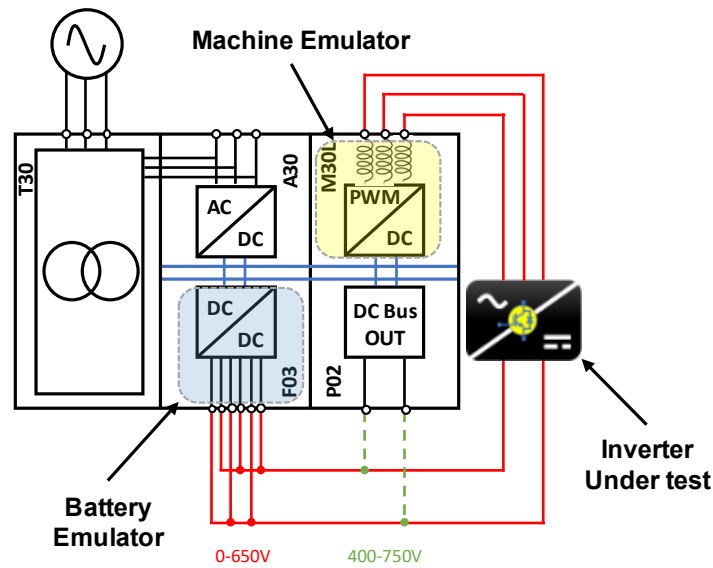 Machine Emulator
T30
A30
M30L
AC
DC
PWM
DC
DC
DC
DC Bus
OUT
F03
P02
Battery
Emulator
Inverter
Under test
0-650V
400-750V